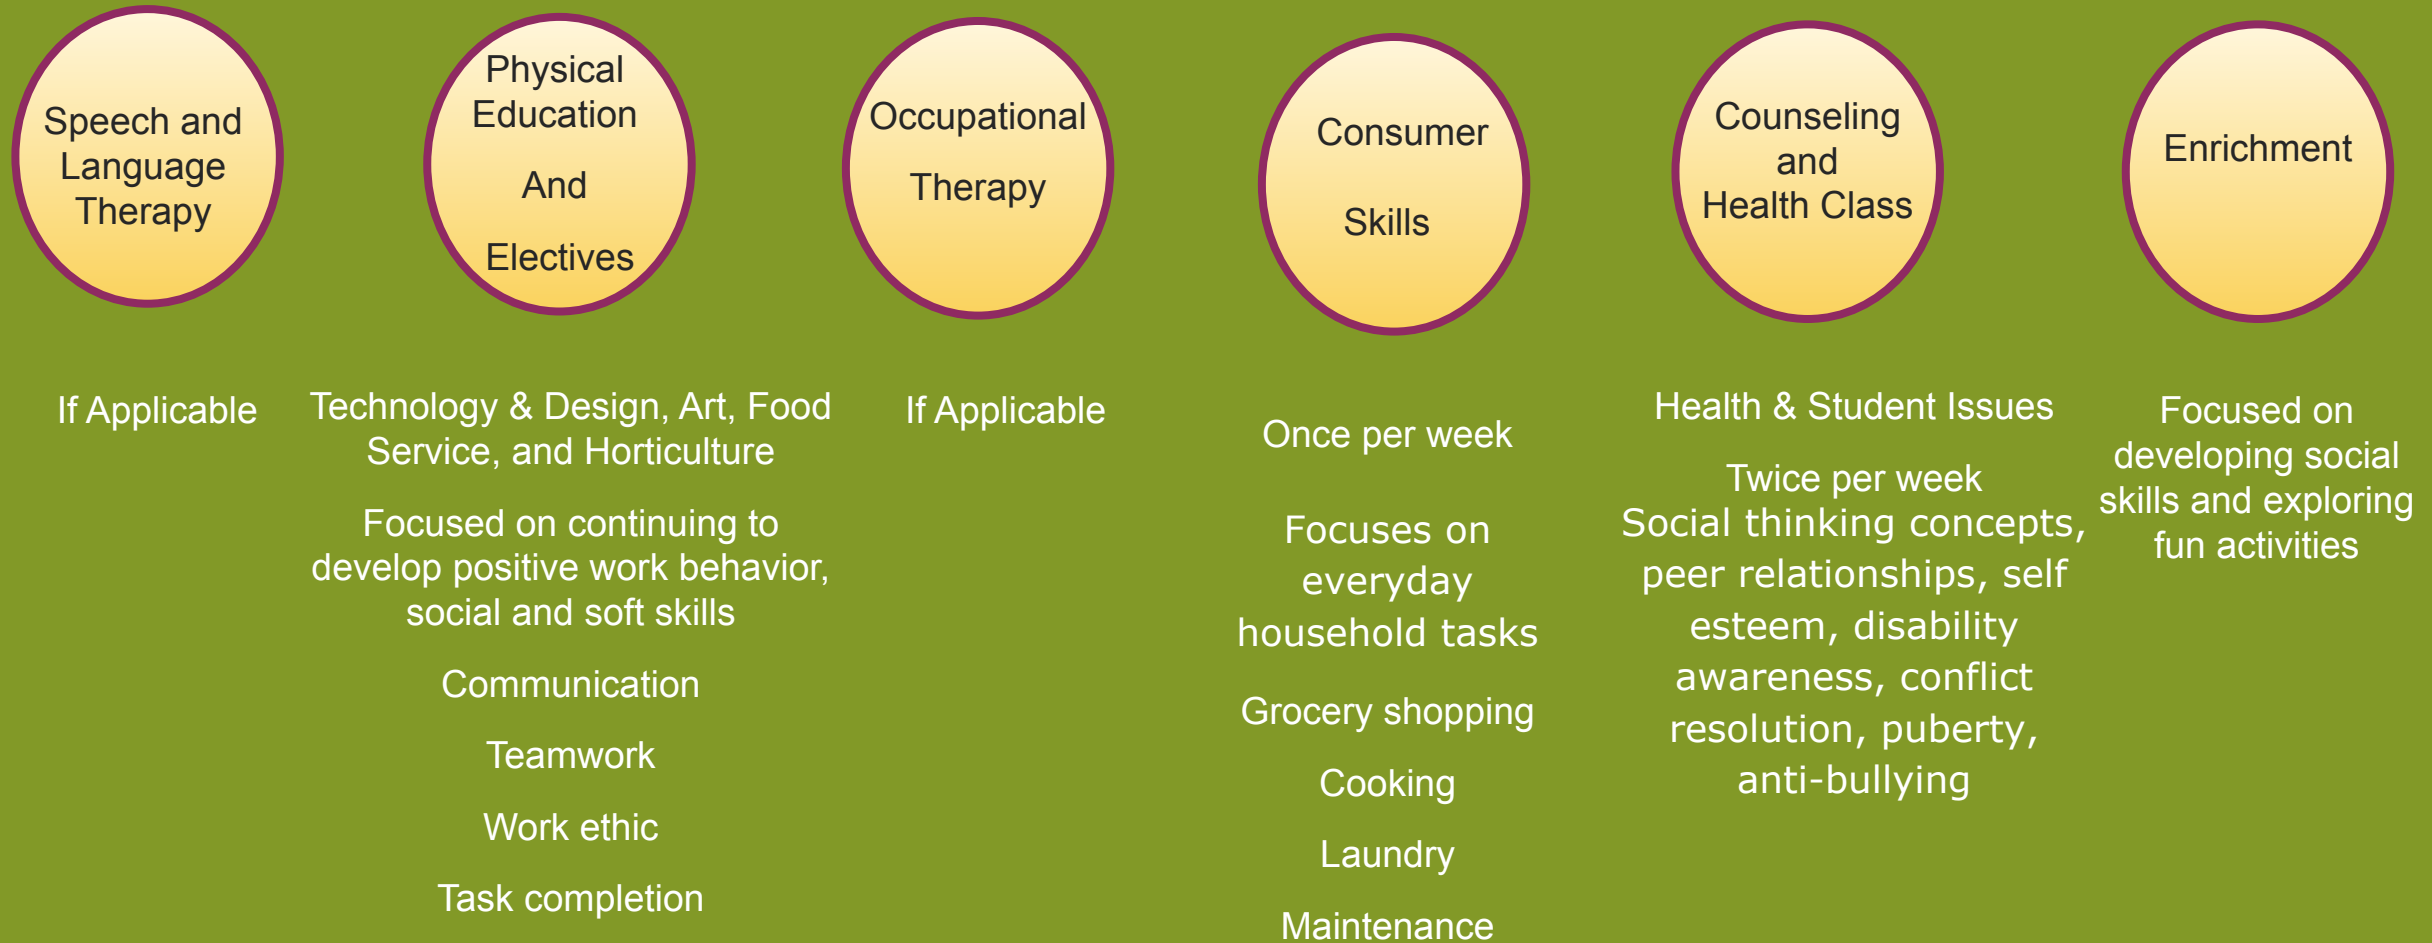 Speech and
Language
Therapy
If Applicable
Physical
Education
And
Electives
Technology & Design, Art, Food
Service, and Horticulture
Focused on continuing to
develop positive work behavior,
social and soft skills
Communication
Teamwork
Work ethic
Task completion
Occupational
Therapy
If Applicable
Consumer
Skills
Once per week
Focuses on
everyday
household tasks
Grocery shopping
Cooking
Laundry
Maintenance
Counseling
and
Health Class
Health & Student Issues
Twice per week
Social thinking concepts,
peer relationships, self
esteem, disability
awareness, conflict
resolution, puberty,
anti-bullying
Enrichment
Focused on
developing social
skills and exploring
fun activities